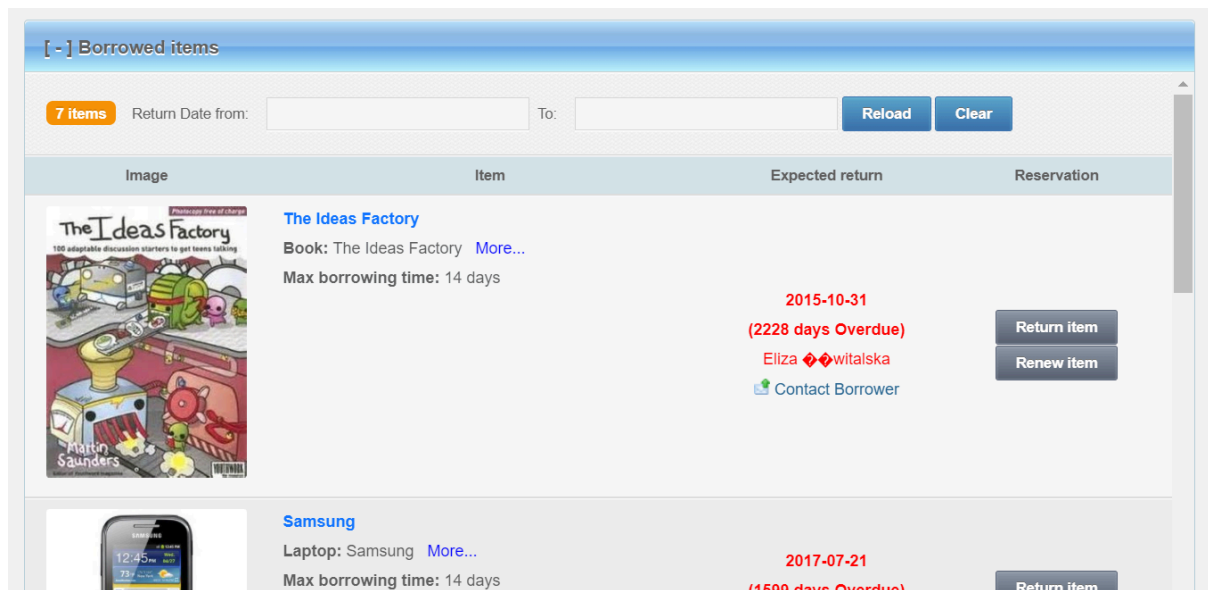 [ - ] Borrowed items
7 items Return Date from: To: Reload Clear
Image Item Expected return Reservation
Photocopy free of charge
The Ideas Factory
100 adaptable discussion starters to get teens talking
Martin
Saunders
YOUTHWORK
The Ideas Factory
Book: The Ideas Factory More...
Max borrowing time: 14 days
2015-10-31
(2228 days Overdue)
Eliza ��witalska
Contact Borrower
Return item
Renew item
SAMSUNG
12:45
Samsung
Laptop: Samsung More...
Max borrowing time: 14 days
2017-07-21
(1599 days Overdue)
Return item